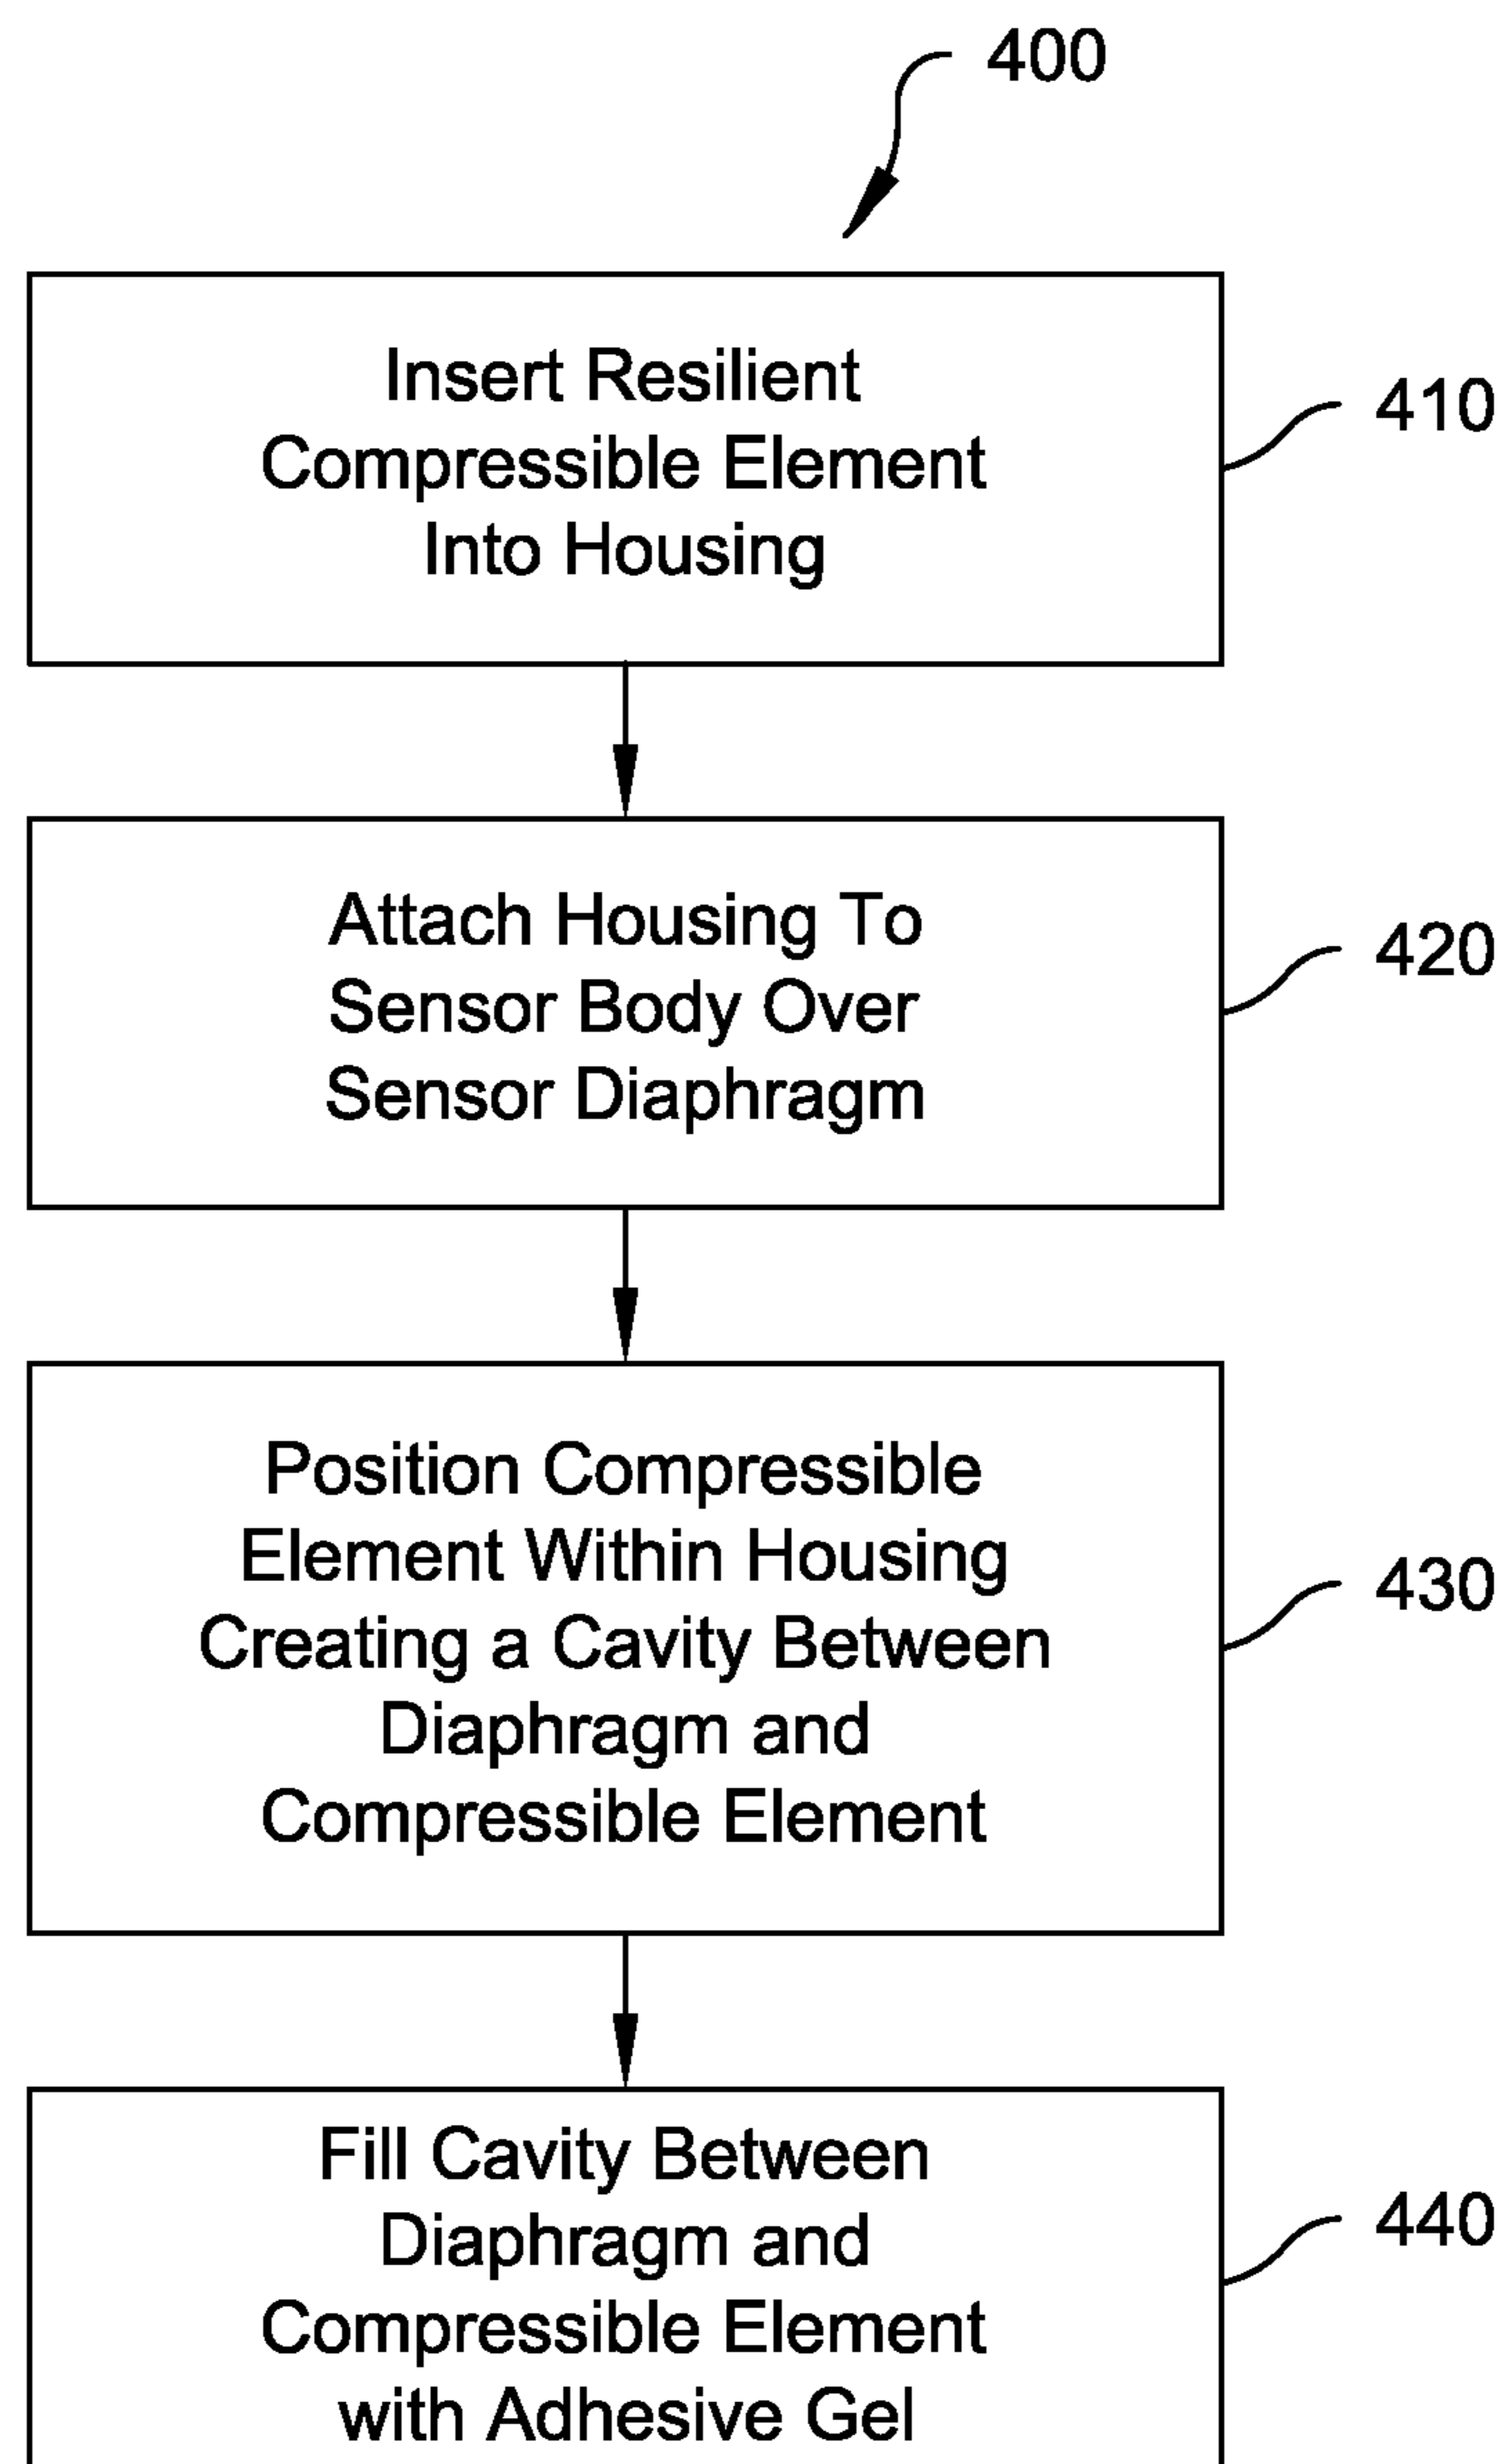 400
Insert Resilient
Compressible Element
Into Housing
410
Attach Housing To
Sensor Body Over
Sensor Diaphragm
420
Position Compressible
Element Within Housing
Creating a Cavity Between
Diaphragm and
Compressible Element
430
Fill Cavity Between
Diaphragm and
Compressible Element
with Adhesive Gel
440